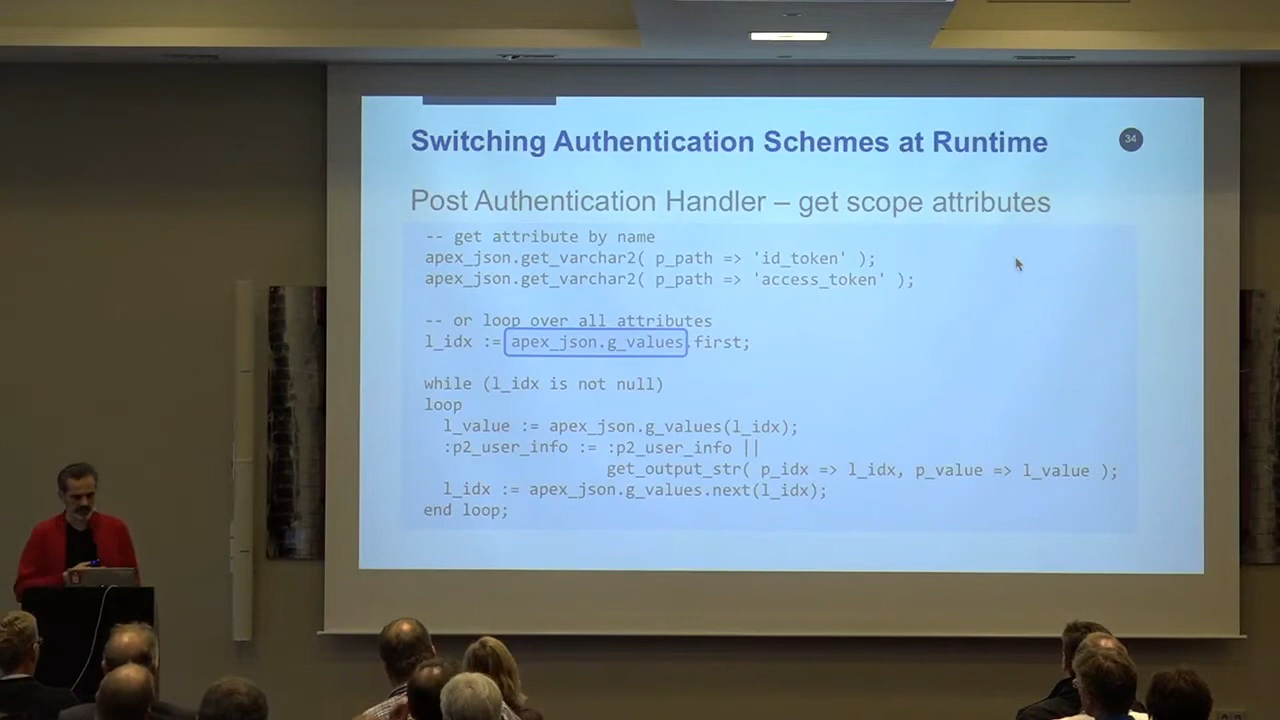 Switching Authentication Schemes at Runtime
34
Post Authentication Handler – get scope attributes
-- get attribute by name
apex_json.get_varchar2( p_path => 'id_token' );
apex_json.get_varchar2( p_path => 'access_token' );
-- or loop over all attributes
l_idx := apex_json.g_values.first;
while (l_idx is not null)
loop
l_value := apex_json.g_values(l_idx);
:p2_user_info := :p2_user_info ||
get_output_str( p_idx => l_idx, p_value => l_value );
l_idx := apex_json.g_values.next(l_idx);
end loop;